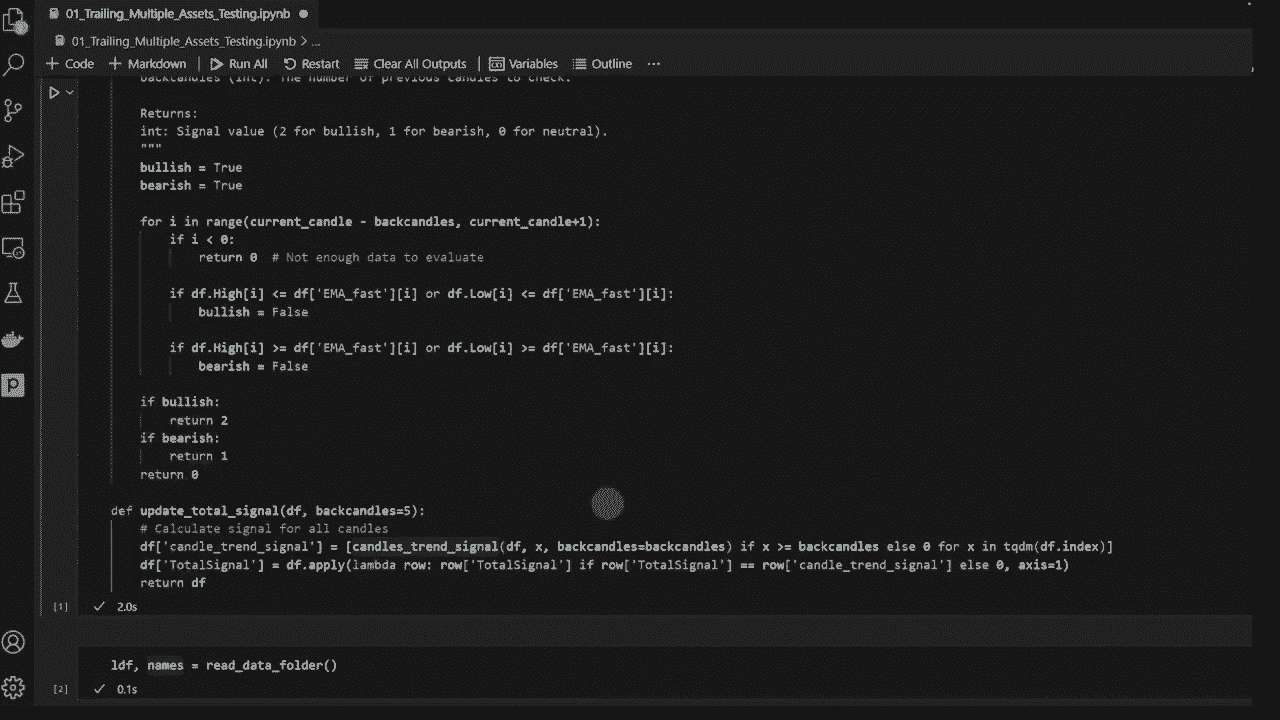 01_Trailing_Multiple_Assets_Testing.ipynb
01_Trailing_Multiple_Assets_Testing.ipynb > ...
+ Code + Markdown | Run All Restart Clear All Outputs | Variables Outline ...
backcandles (int): The number of previous candles to check.
Returns:
int: Signal value (2 for bullish, 1 for bearish, 0 for neutral).
"""
bullish = True
bearish = True
for i in range(current_candle - backcandles, current_candle+1):
if i < 0:
return 0  # Not enough data to evaluate
if df.High[i] <= df['EMA_fast'][i] or df.Low[i] <= df['EMA_fast'][i]:
bullish = False
if df.High[i] >= df['EMA_fast'][i] or df.Low[i] >= df['EMA_fast'][i]:
bearish = False
if bullish:
return 2
if bearish:
return 1
return 0
def update_total_signal(df, backcandles=5):
# Calculate signal for all candles
df['candle_trend_signal'] = [candles_trend_signal(df, x, backcandles=backcandles) if x >= backcandles else 0 for x in tqdm(df.index)]
df['TotalSignal'] = df.apply(lambda row: row['TotalSignal'] if row['TotalSignal'] == row['candle_trend_signal'] else 0, axis=1)
return df
[1] ✓ 2.0s
ldf, names = read_data_folder()
[2] ✓ 0.1s